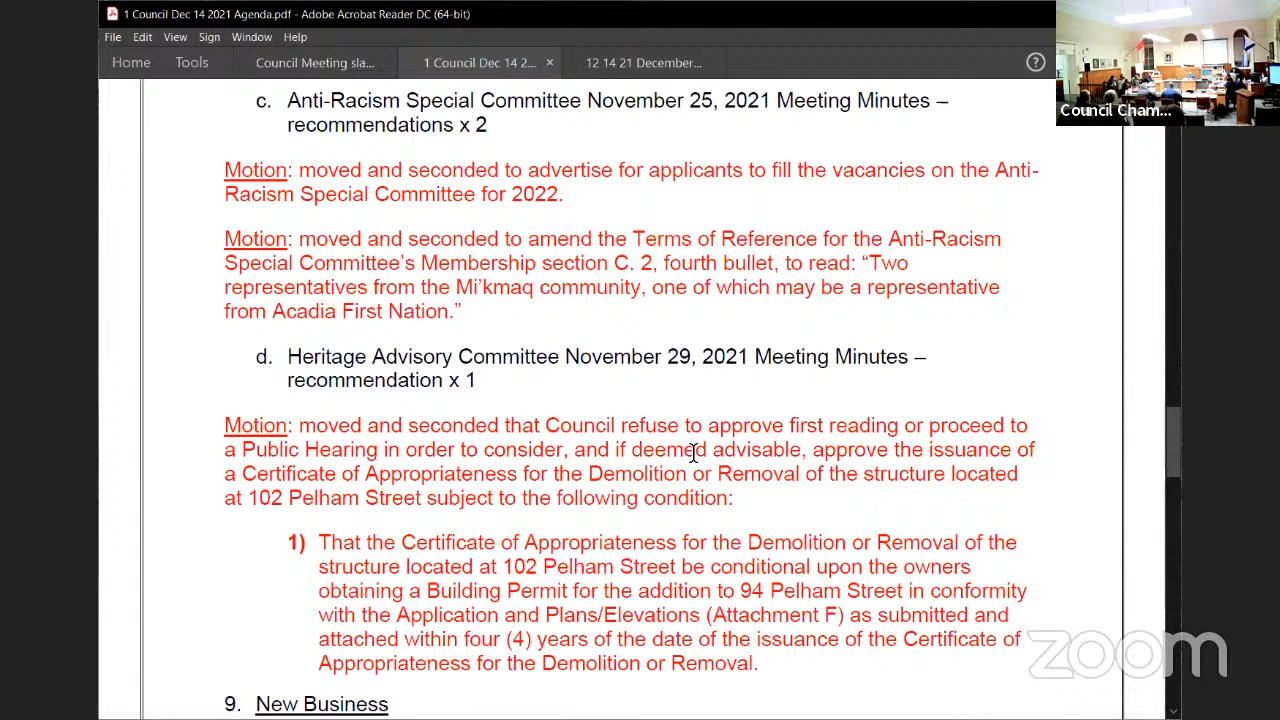 1 Council Dec 14 2021 Agenda.pdf - Adobe Acrobat Reader DC (64-bit)
File Edit View Sign Window Help
Home Tools Council Meeting sla... 1 Council Dec 14 2... × 12 14 21 December... ?
Council Cham...
c. Anti-Racism Special Committee November 25, 2021 Meeting Minutes –
recommendations x 2
Motion: moved and seconded to advertise for applicants to fill the vacancies on the Anti-
Racism Special Committee for 2022.
Motion: moved and seconded to amend the Terms of Reference for the Anti-Racism
Special Committee’s Membership section C. 2, fourth bullet, to read: “Two
representatives from the Mi’kmaq community, one of which may be a representative
from Acadia First Nation.”
d. Heritage Advisory Committee November 29, 2021 Meeting Minutes –
recommendation x 1
Motion: moved and seconded that Council refuse to approve first reading or proceed to
a Public Hearing in order to consider, and if deemed advisable, approve the issuance of
a Certificate of Appropriateness for the Demolition or Removal of the structure located
at 102 Pelham Street subject to the following condition:
1) That the Certificate of Appropriateness for the Demolition or Removal of the
structure located at 102 Pelham Street be conditional upon the owners
obtaining a Building Permit for the addition to 94 Pelham Street in conformity
with the Application and Plans/Elevations (Attachment F) as submitted and
attached within four (4) years of the date of the issuance of the Certificate of
Appropriateness for the Demolition or Removal.
zoom
9. New Business